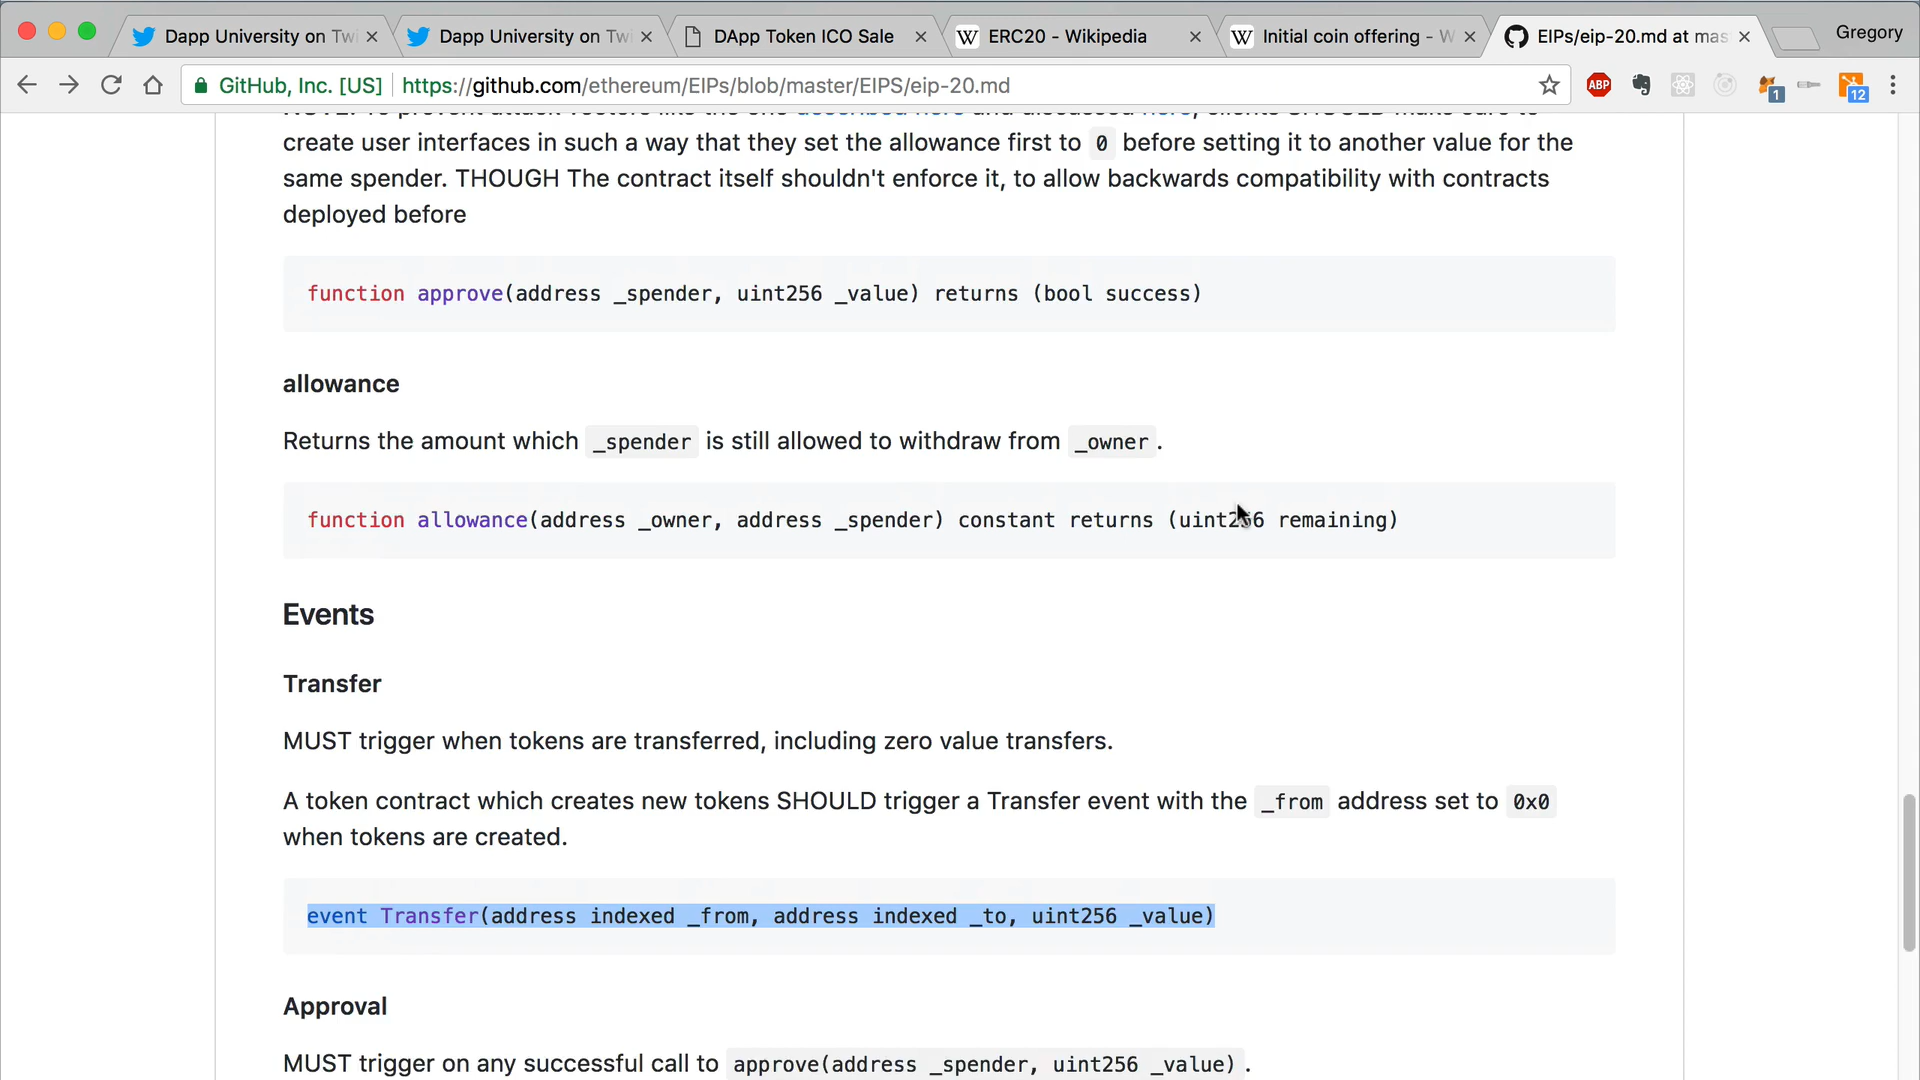 Dapp University on Twi
Dapp University on Twi
DApp Token ICO Sale
ERC20 - Wikipedia
Initial coin offering - W
EIPs/eip-20.md at mas
Gregory
GitHub, Inc. [US]
https://github.com/ethereum/EIPs/blob/master/EIPS/eip-20.md
ABP
1
12
create user interfaces in such a way that they set the allowance first to 0 before setting it to another value for the
same spender. THOUGH The contract itself shouldn't enforce it, to allow backwards compatibility with contracts
deployed before
function approve(address _spender, uint256 _value) returns (bool success)
allowance
Returns the amount which _spender is still allowed to withdraw from _owner.
function allowance(address _owner, address _spender) constant returns (uint256 remaining)
Events
Transfer
MUST trigger when tokens are transferred, including zero value transfers.
A token contract which creates new tokens SHOULD trigger a Transfer event with the _from address set to 0x0
when tokens are created.
event Transfer(address indexed _from, address indexed _to, uint256 _value)
Approval
MUST trigger on any successful call to approve(address _spender, uint256 _value).